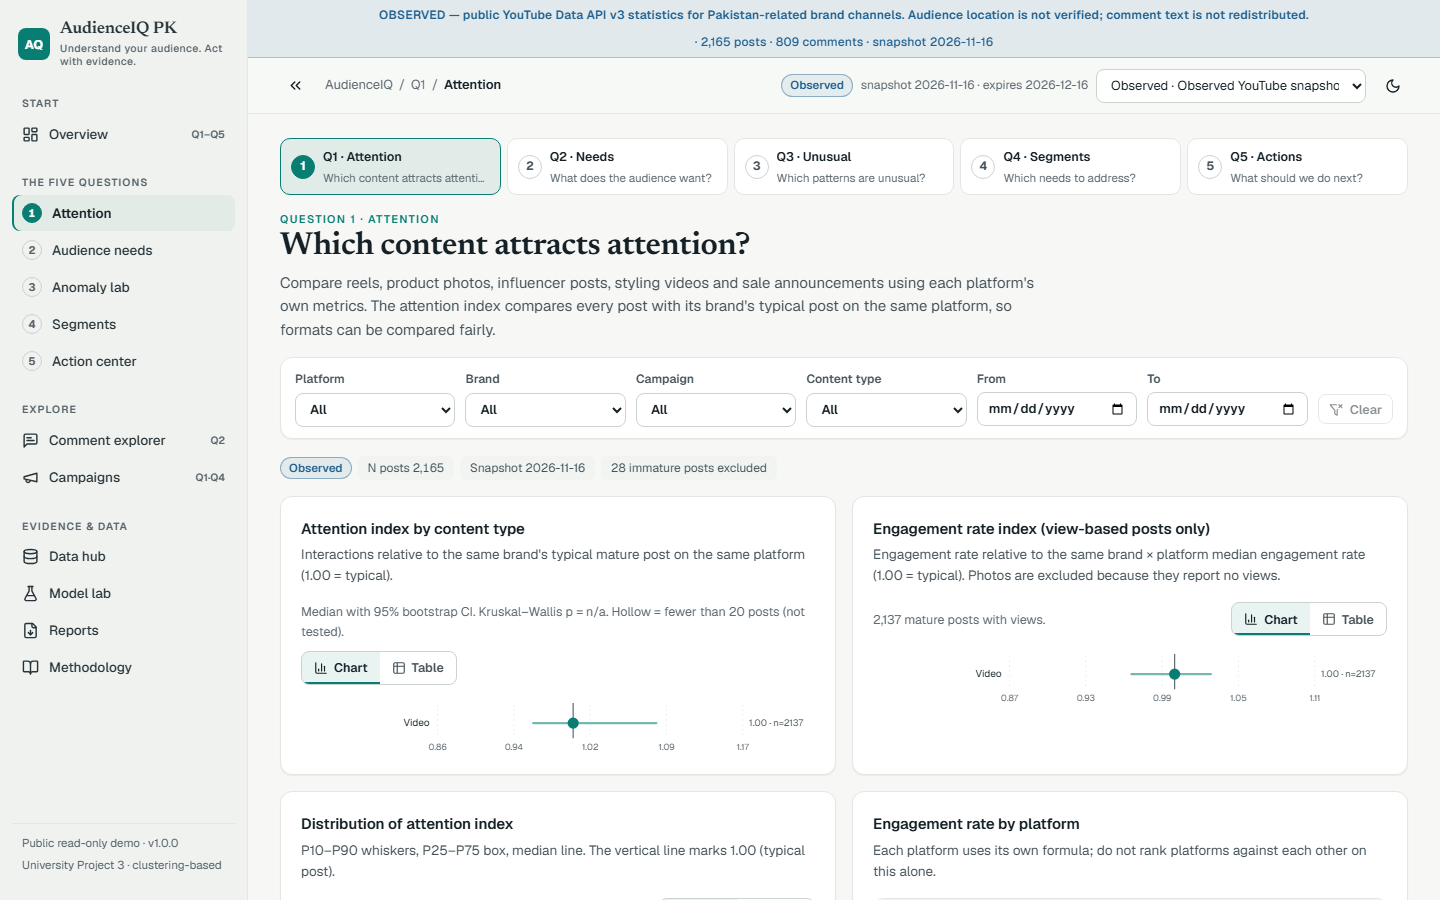 AQ
AudienceIQ PK
Understand your audience. Act
with evidence.
START
Overview Q1–Q5
THE FIVE QUESTIONS
1 Attention
2 Audience needs
3 Anomaly lab
4 Segments
5 Action center
EXPLORE
Comment explorer Q2
Campaigns Q1-Q4
EVIDENCE & DATA
Data hub
Model lab
Reports
Methodology
Public read-only demo · v1.0.0
University Project 3 · clustering-based
OBSERVED — public YouTube Data API v3 statistics for Pakistan-related brand channels. Audience location is not verified; comment text is not redistributed.
· 2,165 posts · 809 comments · snapshot 2026-11-16
AudienceIQ / Q1 / Attention
Observed snapshot 2026-11-16 · expires 2026-12-16
Observed · Observed YouTube snapsho
1 Q1 · Attention
Which content attracts attenti...
2 Q2 · Needs
What does the audience want?
3 Q3 · Unusual
Which patterns are unusual?
4 Q4 · Segments
Which needs to address?
5 Q5 · Actions
What should we do next?
QUESTION 1 · ATTENTION
Which content attracts attention?
Compare reels, product photos, influencer posts, styling videos and sale announcements using each platform's
own metrics. The attention index compares every post with its brand's typical post on the same platform, so
formats can be compared fairly.
Platform Brand Campaign Content type From To
All All All All mm/dd/yyyy mm/dd/yyyy Clear
Observed N posts 2,165 Snapshot 2026-11-16 28 immature posts excluded
Attention index by content type
Interactions relative to the same brand's typical mature post on the same platform
(1.00 = typical).
Median with 95% bootstrap CI. Kruskal–Wallis p = n/a. Hollow = fewer than 20 posts (not
tested).
Chart Table
Video 1.00 · n=2137
0.86 0.94 1.02 1.09 1.17
Engagement rate index (view-based posts only)
Engagement rate relative to the same brand × platform median engagement rate
(1.00 = typical). Photos are excluded because they report no views.
2,137 mature posts with views.
Chart Table
Video 1.00 · n=2137
0.87 0.93 0.99 1.05 1.11
Distribution of attention index
P10–P90 whiskers, P25–P75 box, median line. The vertical line marks 1.00 (typical
post).
Engagement rate by platform
Each platform uses its own formula; do not rank platforms against each other on
this alone.